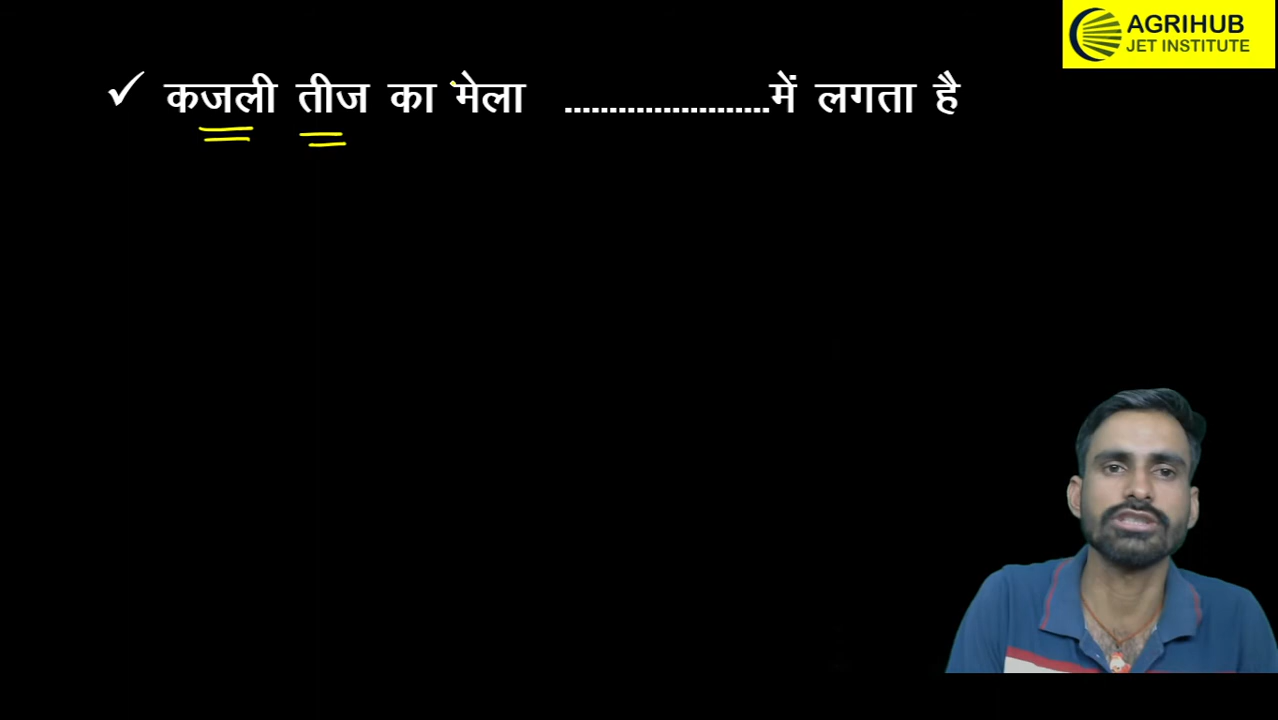 AGRIHUB
JET INSTITUTE
✓ कजली तीज का मेला .......................में लगता है